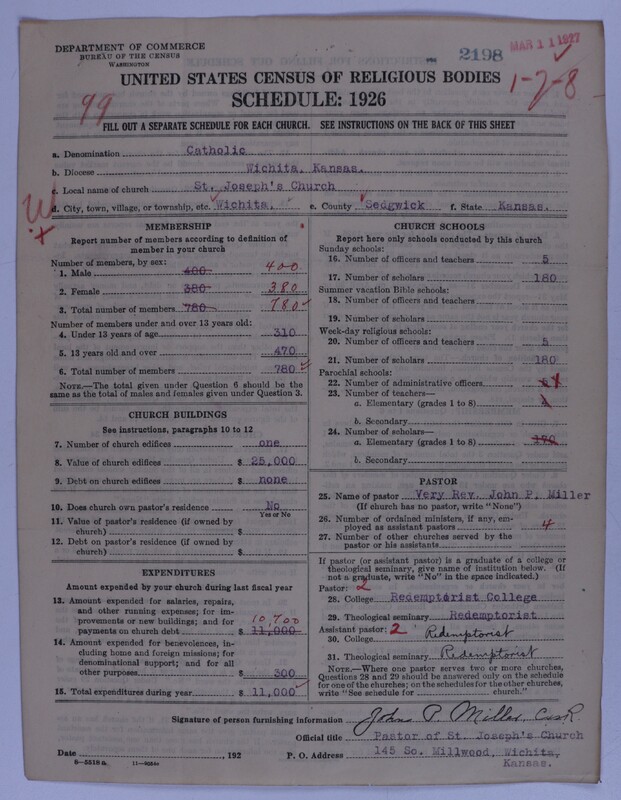 DEPARTMENT OF COMMERCE
BUREAU OF THE CENSUS
WASHINGTON
2198
MAR 11 1927
UNITED STATES CENSUS OF RELIGIOUS BODIES
1-7-8
SCHEDULE: 1926
99
FILL OUT A SEPARATE SCHEDULE FOR EACH CHURCH. SEE INSTRUCTIONS ON THE BACK OF THIS SHEET
a. Denomination Catholic
b. Diocese Wichita, Kansas.
c. Local name of church St. Joseph's Church
d. City, town, village, or township, etc. Wichita, e. County Sedgwick f. State Kansas.
MEMBERSHIP
Report number of members according to definition of
member in your church
Number of members, by sex:
1. Male 400 400
2. Female 380 380
3. Total number of members 780 780
Number of members under and over 13 years old:
4. Under 13 years of age 310
5. 13 years old and over 470
6. Total number of members 780
NOTE.—The total given under Question 6 should be
same as the total of males and females given under Question 3.
CHURCH BUILDINGS
See instructions, paragraphs 10 to 12
7. Number of church edifices one
8. Value of church edifices $ 25,000
9. Debt on church edifices $ none
10. Does church own pastor's residence No
Yes or No
11. Value of pastor's residence (if owned by
church) $
12. Debt on pastor's residence (if owned by
church) $
EXPENDITURES
Amount expended by your church during last fiscal year
13. Amount expended for salaries, repairs,
and other running expenses; for im-
provements or new buildings; and for 10,700
payments on church debt $ 11,000
14. Amount expended for benevolences, in-
cluding home and foreign missions; for
denominational support; and for all
other purposes $ 300
15. Total expenditures during year $ 11,000
CHURCH SCHOOLS
Report here only schools conducted by this church
Sunday schools:
16. Number of officers and teachers 5
17. Number of scholars 180
Summer vacation Bible schools:
18. Number of officers and teachers
19. Number of scholars
Week-day religious schools:
20. Number of officers and teachers 5
21. Number of scholars 180
Parochial schools:
22. Number of administrative officers
23. Number of teachers—
a. Elementary (grades 1 to 8)
b. Secondary
24. Number of scholars—
a. Elementary (grades 1 to 8)
b. Secondary
PASTOR
25. Name of pastor Very Rev. John P. Miller
(If church has no pastor, write "None")
26. Number of ordained ministers, if any, em-
ployed as assistant pastors 4
27. Number of other churches served by the
pastor or his assistants
If pastor (or assistant pastor) is a graduate of a college or
theological seminary, give name of institution below. (If
not a graduate, write "No" in the space indicated.)
Pastor: 2
28. College Redemptorist College
29. Theological seminary Redemptorist
Assistant pastor: 2
30. College Redemptorist
31. Theological seminary Redemptorist
NOTE.—Where one pastor serves two or more churches,
Questions 28 and 29 should be answered only on the schedule
for one of the churches; on the schedules for the other churches,
write "See schedule for church."
Signature of person furnishing information John P. Miller, CssR.
Official title Pastor of St. Joseph's Church
Date , 192 P. O. Address 145 So. Millwood, Wichita,
Kansas.